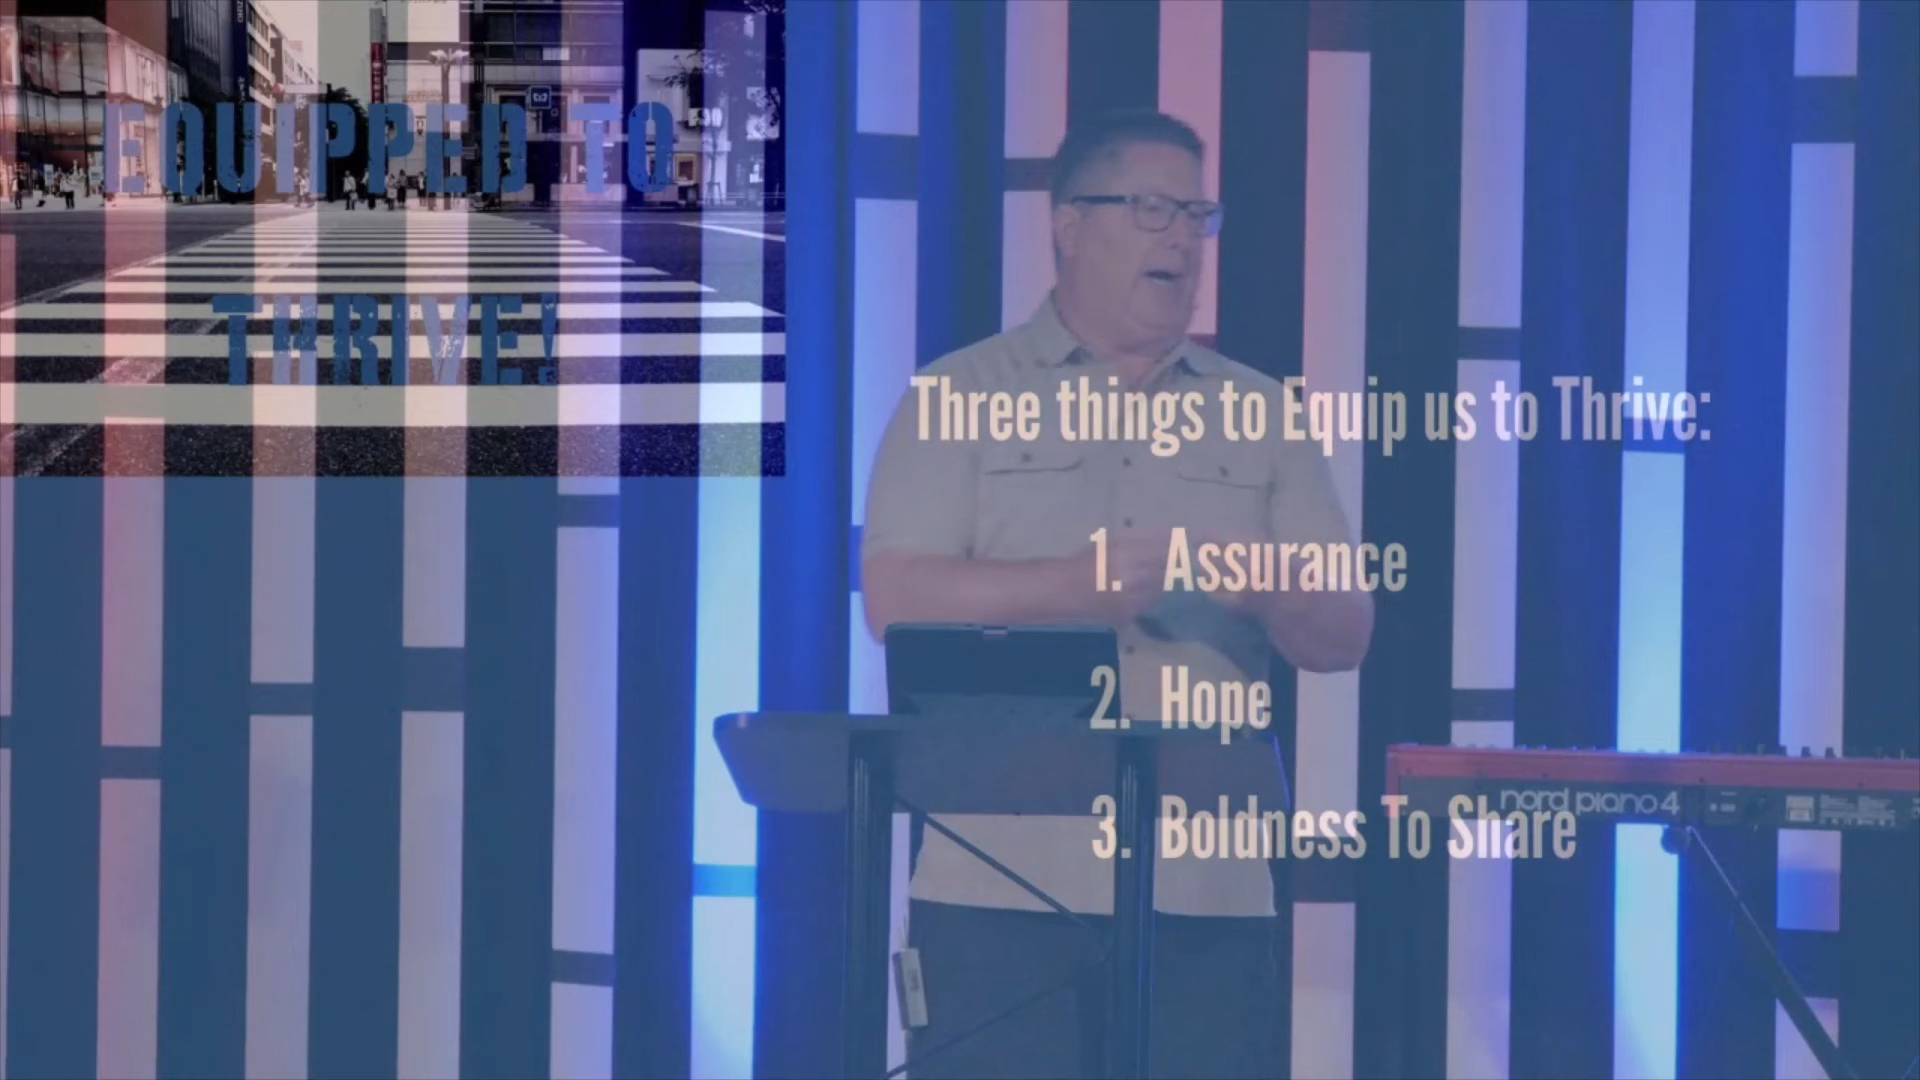 EQUIPPED TO
THRIVE!
Three things to Equip us to Thrive:
1. Assurance
2. Hope
3. Boldness To Share
nord piano 4